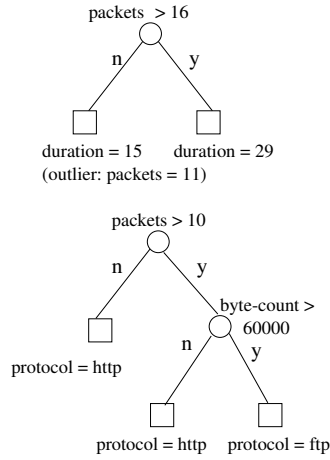 packets > 16
n y
duration = 15 duration = 29
(outlier: packets = 11)
packets > 10
n y
byte-count >
60000
n y
protocol = http
protocol = http protocol = ftp